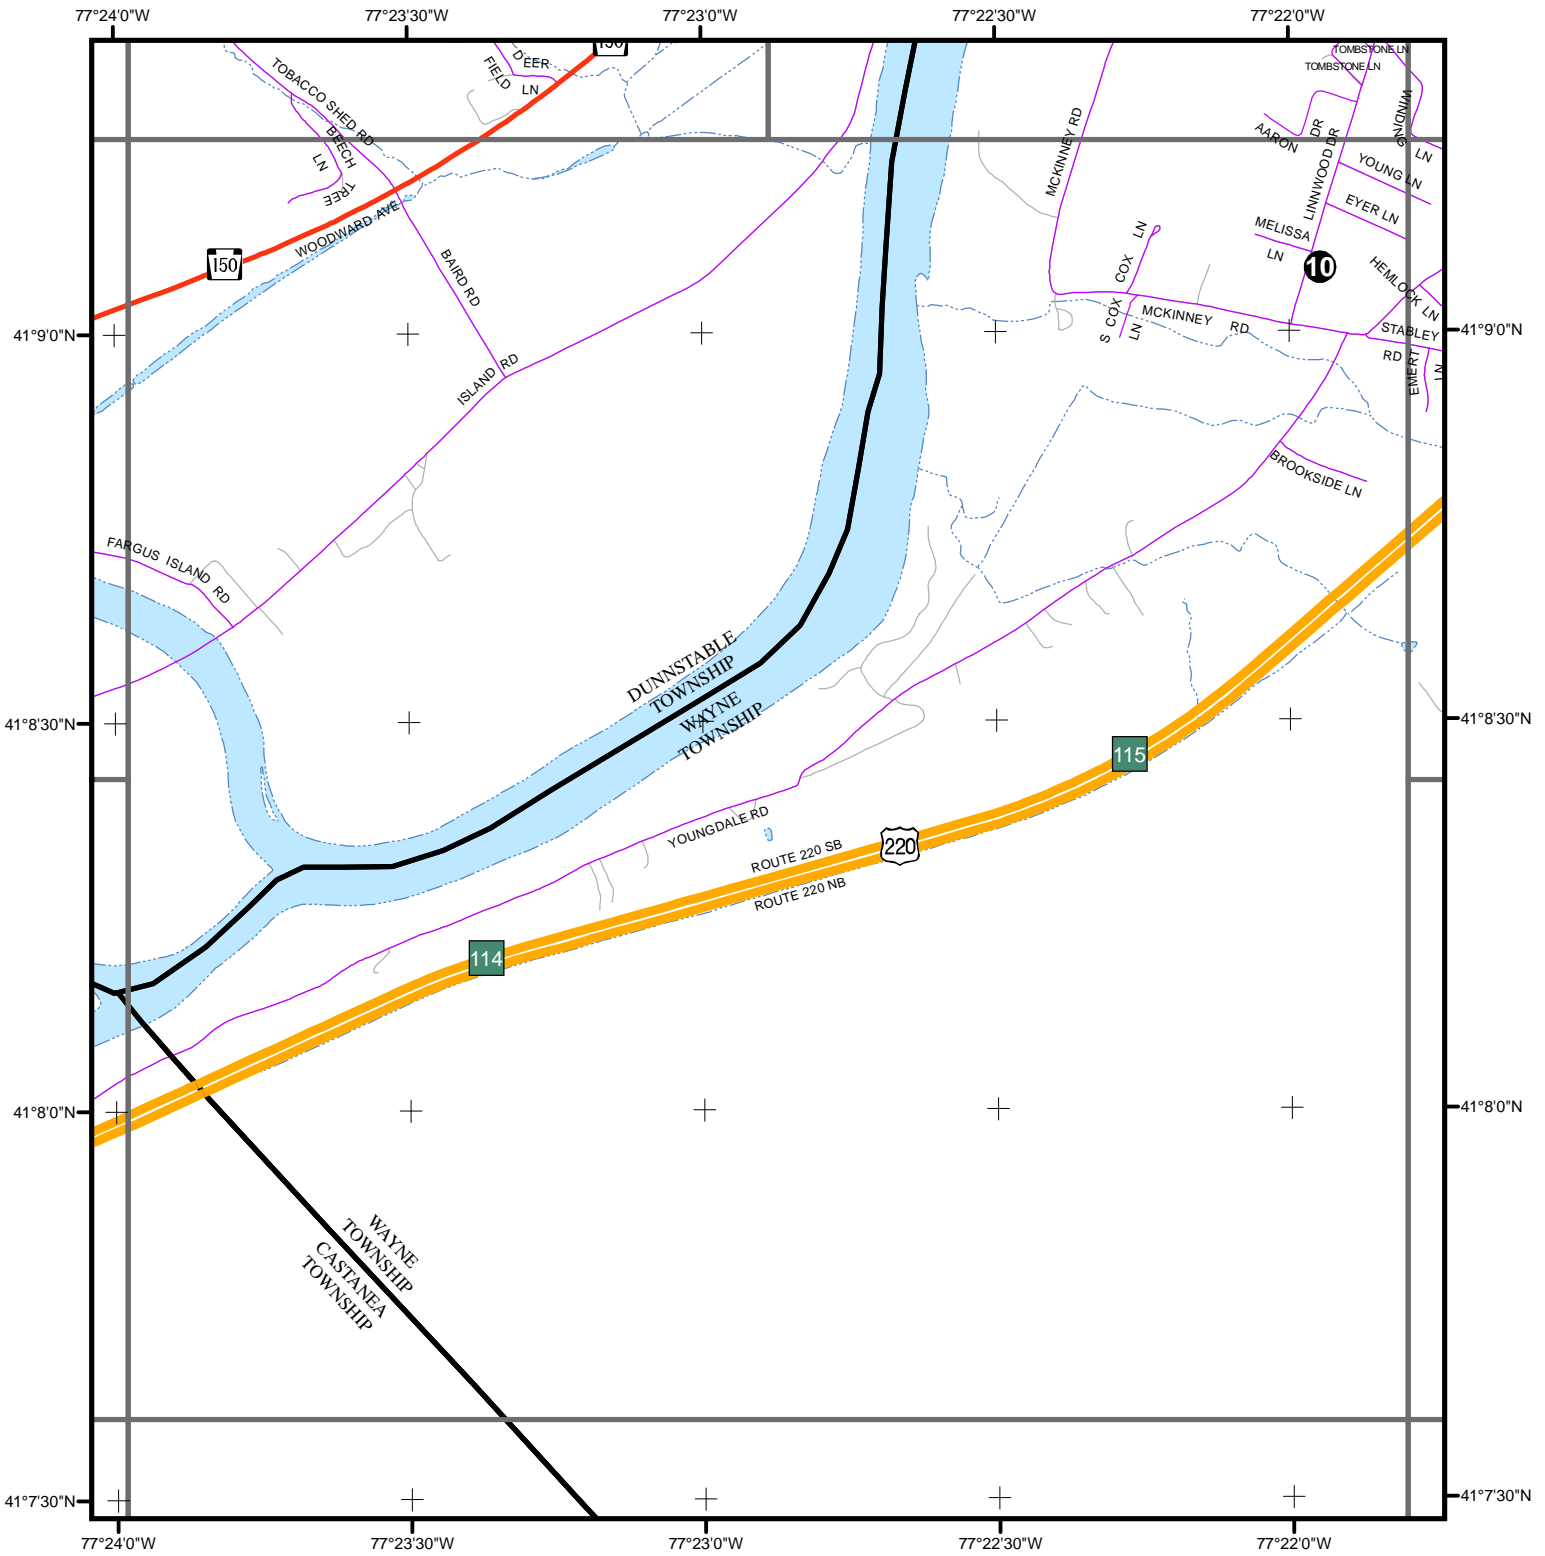 77°24'0"W
77°23'30"W
77°23'0"W
77°22'30"W
77°22'0"W
150
TOMBSTONE LN
TOMBSTONE LN
DEER
FIELD
LN
TOBACCO SHED RD
BEECH
LN
TREE
WINDING
LN
AARON
DR
LINNWOOD DR
MCKINNEY RD
YOUNG LN
EYER LN
MELISSA
LN
10
WOODWARD AVE
150
BAIRD RD
COX
LN
HEMLOCK LN
S COX
LN
MCKINNEY RD
STABLEY
RD
EMERT
LN
41°9'0"N
41°9'0"N
ISLAND RD
BROOKSIDE LN
FARGUS ISLAND RD
DUNNSTABLE
TOWNSHIP
WAYNE
TOWNSHIP
41°8'30"N
41°8'30"N
115
YOUNGDALE RD
ROUTE 220 SB
220
ROUTE 220 NB
114
41°8'0"N
41°8'0"N
WAYNE
TOWNSHIP
CASTANEA
TOWNSHIP
41°7'30"N
41°7'30"N
77°24'0"W
77°23'30"W
77°23'0"W
77°22'30"W
77°22'0"W